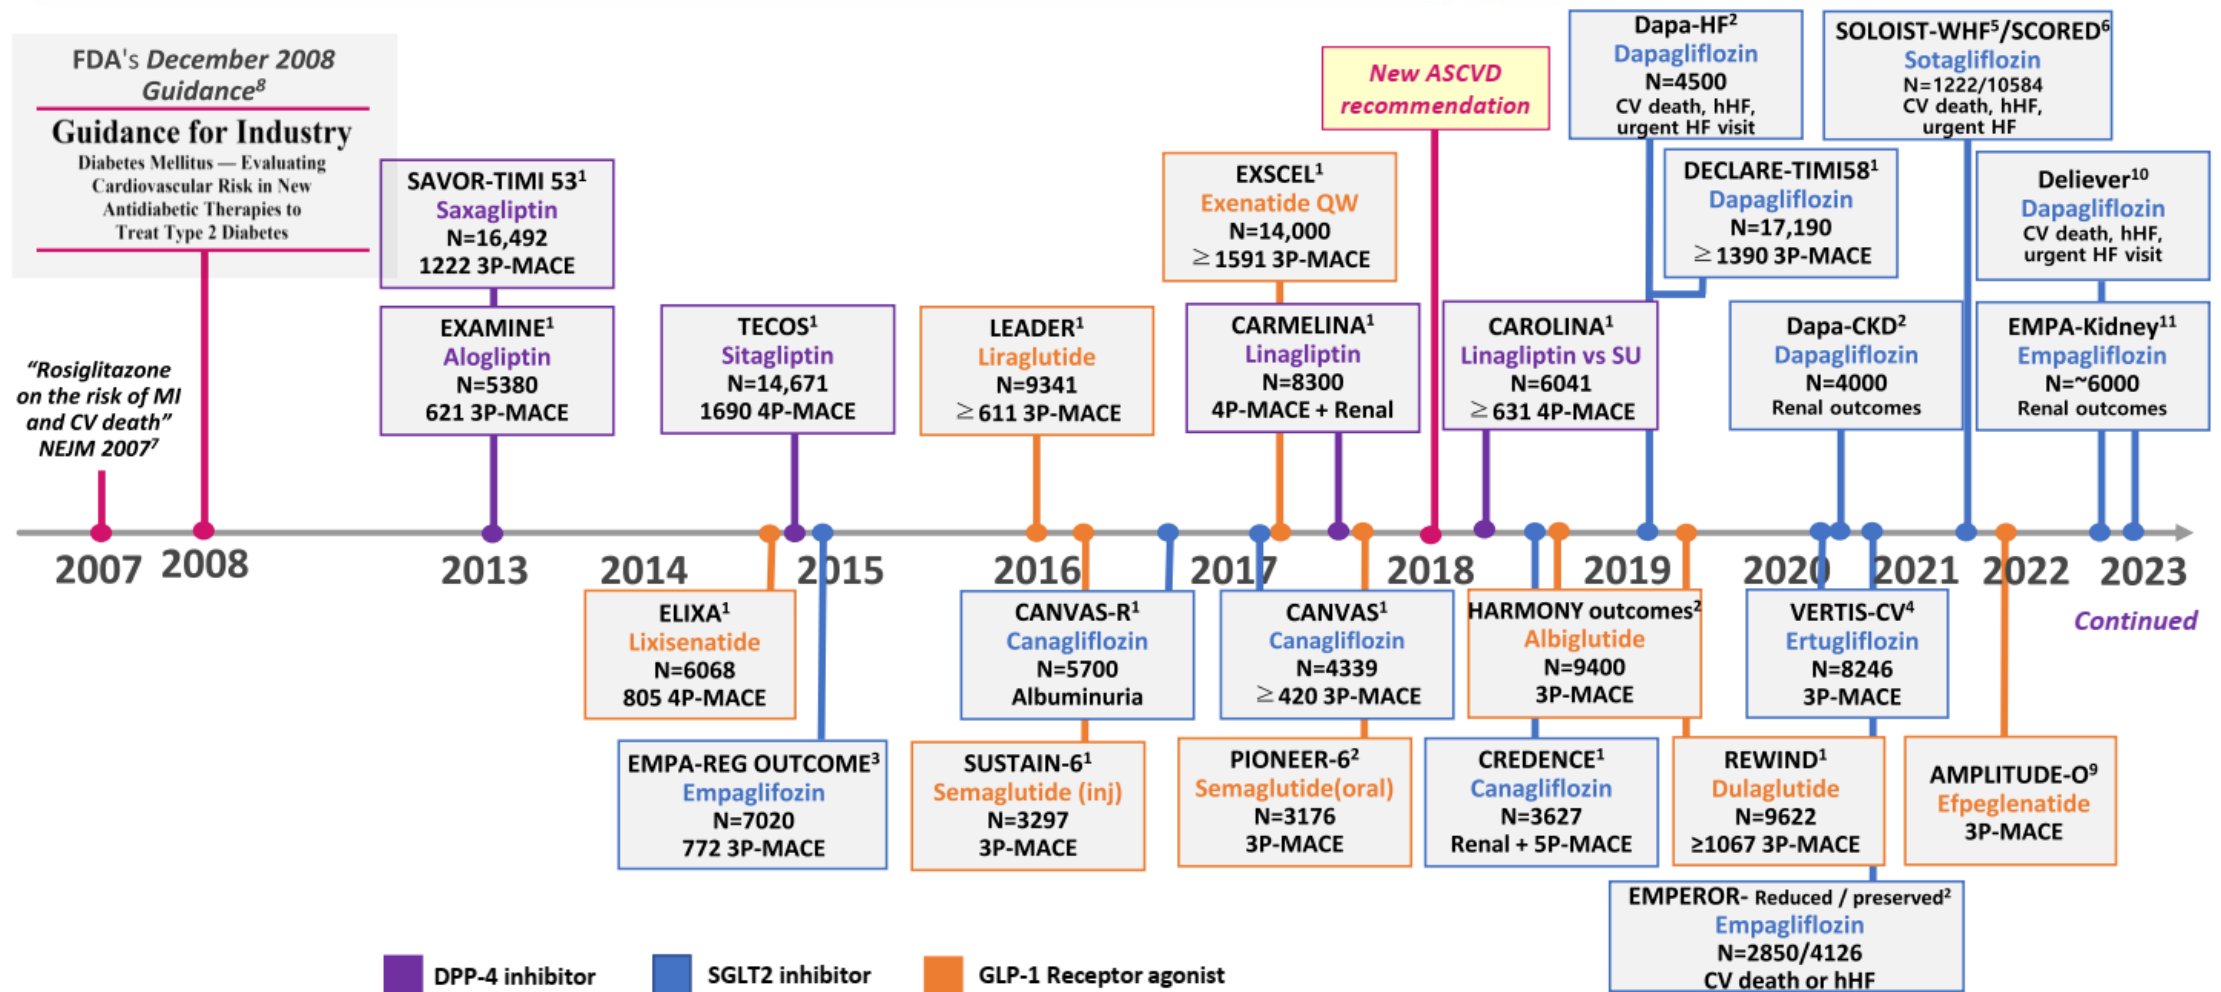 FDA's December 2008
Guidance8
Guidance for Industry
Diabetes Mellitus — Evaluating
Cardiovascular Risk in New
Antidiabetic Therapies to
Treat Type 2 Diabetes
"Rosiglitazone
on the risk of MI
and CV death"
NEJM 20077
SAVOR-TIMI 531
Saxagliptin
N=16,492
1222 3P-MACE
EXAMINE1
Alogliptin
N=5380
621 3P-MACE
TECOS1
Sitagliptin
N=14,671
1690 4P-MACE
LEADER1
Liraglutide
N=9341
≥611 3P-MACE
EXSCEL1
Exenatide QW
N=14,000
≥1591 3P-MACE
CARMELINA1
Linagliptin
N=8300
4P-MACE + Renal
New ASCVD
recommendation
CAROLINA1
Linagliptin vs SU
N=6041
≥631 4P-MACE
Dapa-HF2
Dapagliflozin
N=4500
CV death, hHF,
urgent HF visit
DECLARE-TIMI581
Dapagliflozin
N=17,190
≥1390 3P-MACE
SOLOIST-WHF5/SCORED6
Sotagliflozin
N=1222/10584
CV death, hHF,
urgent HF
Dapa-CKD2
Dapagliflozin
N=4000
Renal outcomes
Deliever10
Dapagliflozin
CV death, hHF,
urgent HF visit
EMPA-Kidney11
Empagliflozin
N=~6000
Renal outcomes
2007
2008
2013
2014
2015
2016
2017
2018
2019
2020
2021
2022
2023
Continued
ELIXA1
Lixisenatide
N=6068
805 4P-MACE
EMPA-REG OUTCOME3
Empaglifozin
N=7020
772 3P-MACE
CANVAS-R1
Canagliflozin
N=5700
Albuminuria
SUSTAIN-61
Semaglutide (inj)
N=3297
3P-MACE
CANVAS1
Canagliflozin
N=4339
≥420 3P-MACE
PIONEER-62
Semaglutide(oral)
N=3176
3P-MACE
HARMONY outcomes2
Albiglutide
N=9400
3P-MACE
CREDENCE1
Canagliflozin
N=3627
Renal + 5P-MACE
REWIND1
Dulaglutide
N=9622
≥1067 3P-MACE
VERTIS-CV4
Ertugliflozin
N=8246
3P-MACE
AMPLITUDE-O9
Efpeglenatide
3P-MACE
EMPEROR- Reduced / preserved2
Empagliflozin
N=2850/4126
CV death or hHF
DPP-4 inhibitor
SGLT2 inhibitor
GLP-1 Receptor agonist